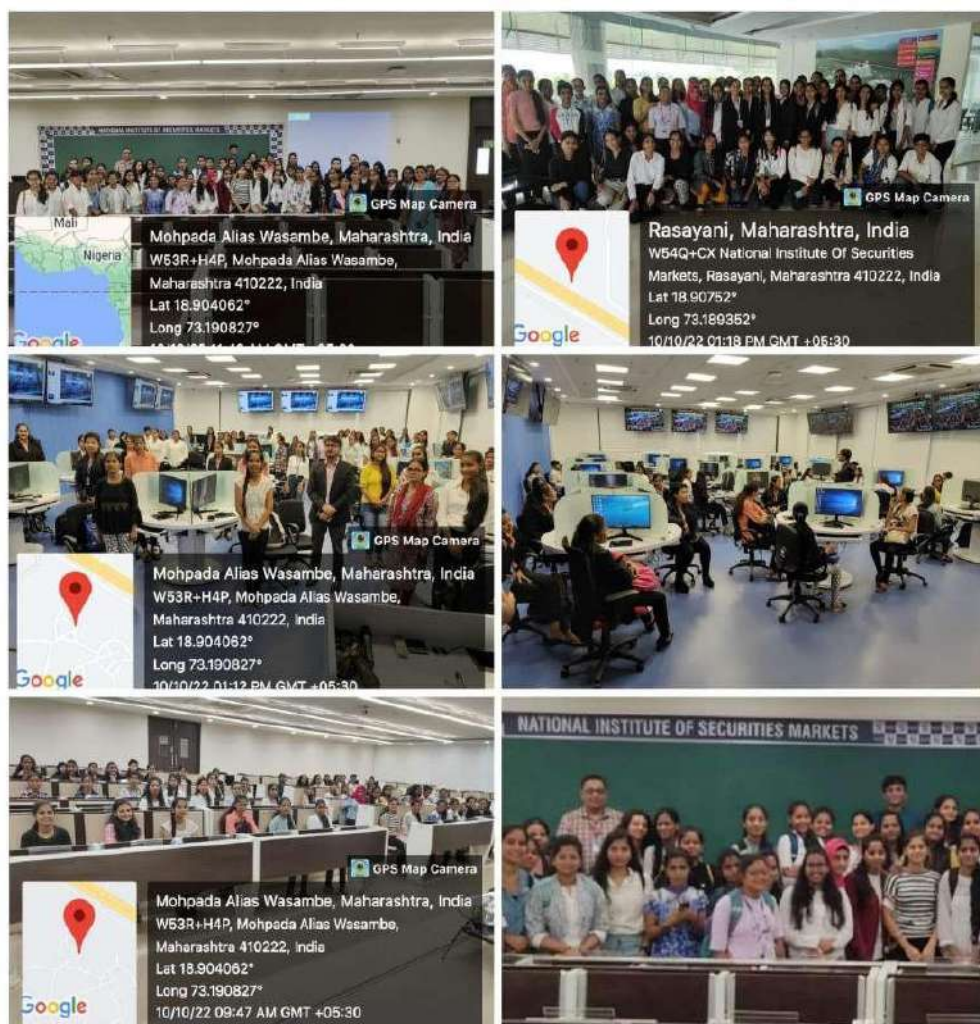 NATIONAL INSTITUTE OF SECURITIES MARKETS
GPS Map Camera
Mali
Nigeria
Google
Mohpada Alias Wasambe, Maharashtra, India
W53R+H4P, Mohpada Alias Wasambe,
Maharashtra 410222, India
Lat 18.904062°
Long 73.190827°
GPS Map Camera
Google
Rasayani, Maharashtra, India
W54Q+CX National Institute Of Securities
Markets, Rasayani, Maharashtra 410222, India
Lat 18.90752°
Long 73.189352°
10/10/22 01:18 PM GMT +05:30
GPS Map Camera
Google
Mohpada Alias Wasambe, Maharashtra, India
W53R+H4P, Mohpada Alias Wasambe,
Maharashtra 410222, India
Lat 18.904062°
Long 73.190827°
10/10/22 01:12 PM GMT +05:30
GPS Map Camera
Google
Mohpada Alias Wasambe, Maharashtra, India
W53R+H4P, Mohpada Alias Wasambe,
Maharashtra 410222, India
Lat 18.904062°
Long 73.190827°
10/10/22 09:47 AM GMT +05:30
NATIONAL INSTITUTE OF SECURITIES MARKETS